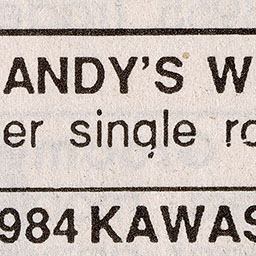 ANDY'S W
er single ro
984 KAWAS